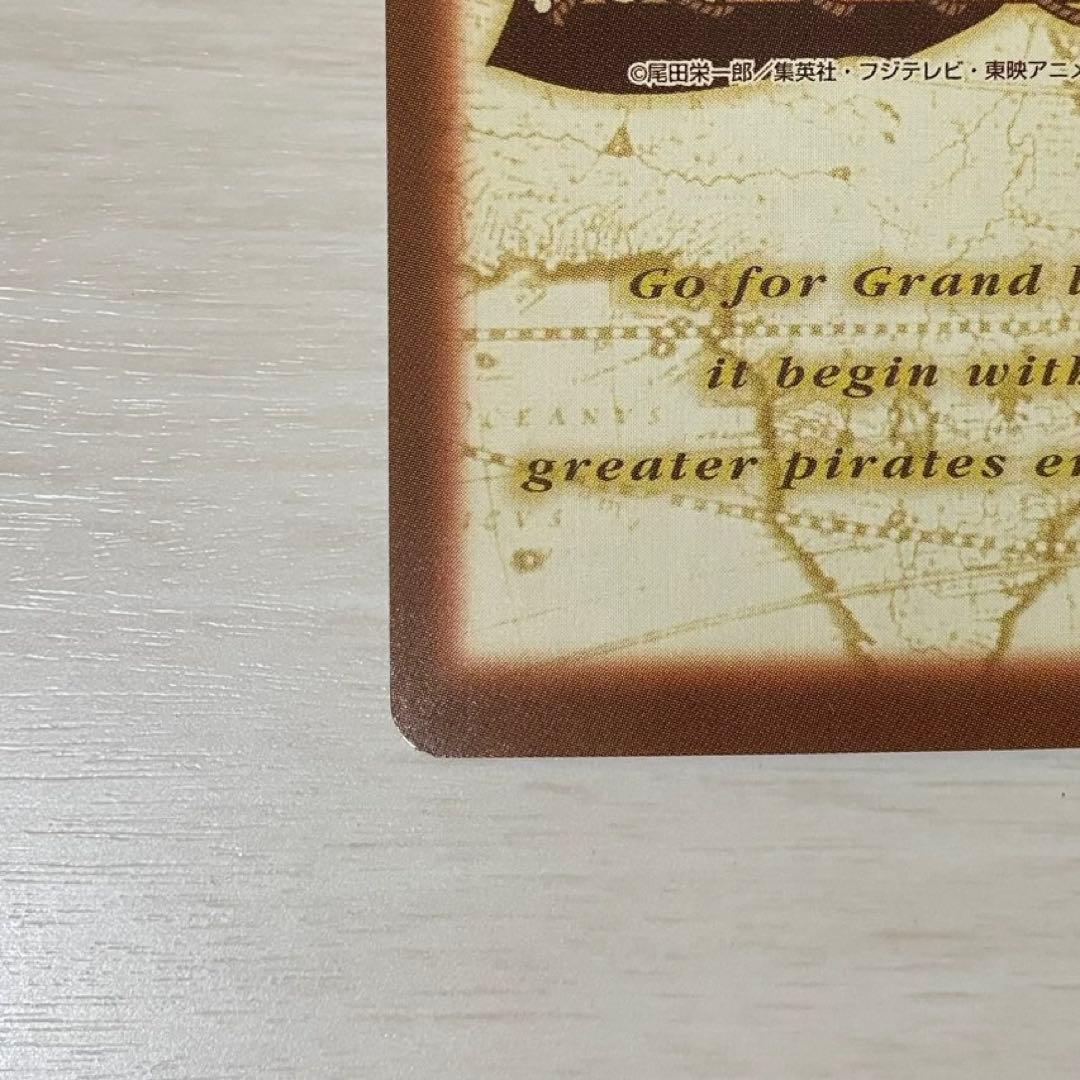 ©尾田栄一郎／集英社・フジテレビ・東映アニメ
Go for Grand
it begin with
greater pirates
CEANVS